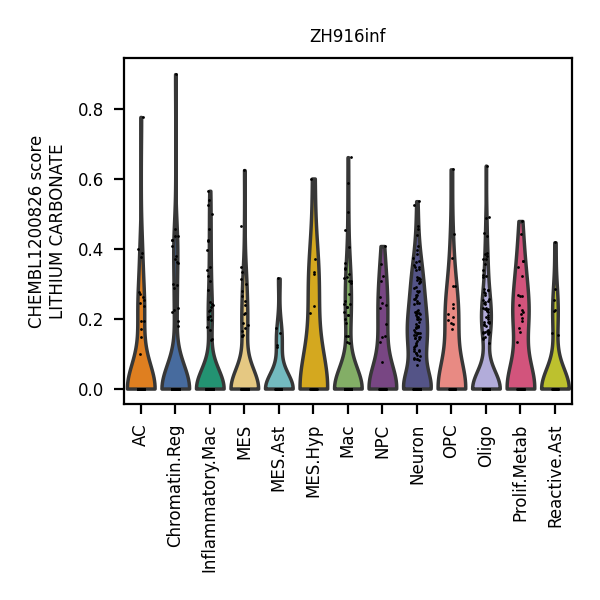 ZH916inf
CHEMBL1200826 score
LITHIUM CARBONATE
0.8
0.6
0.4
0.2
0.0
AC
Chromatin.Reg
Inflammatory.Mac
MES
MES.Ast
MES.Hyp
Mac
NPC
Neuron
OPC
Oligo
Prolif.Metab
Reactive.Ast